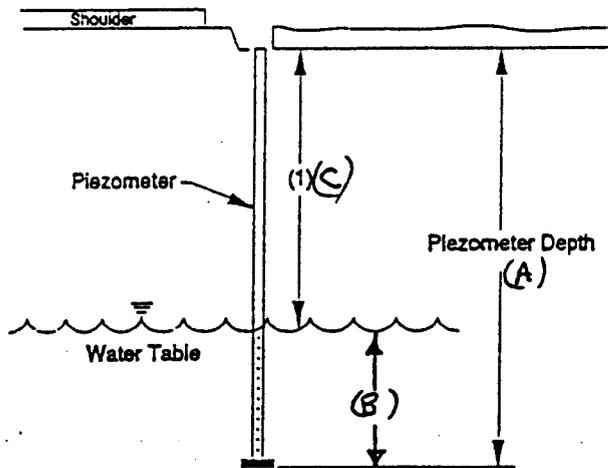 Shoulder
Piezometer
(1)(C)
Piezometer Depth
(A)
Water Table
(B)